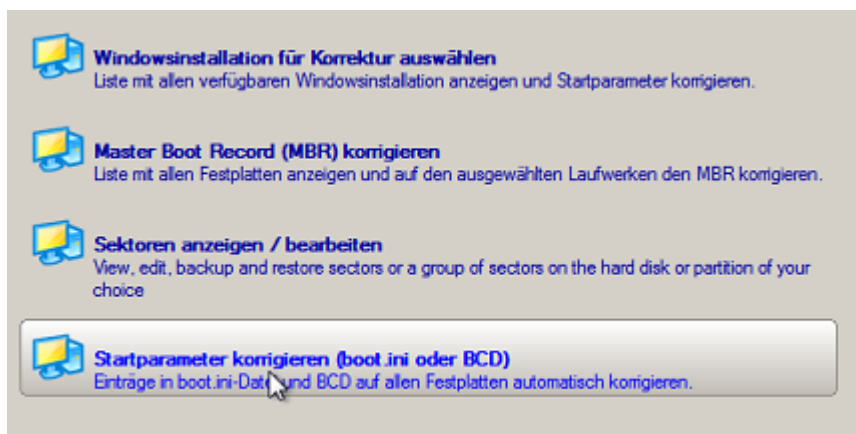 Windowsinstallation für Korrektur auswählen
Liste mit allen verfügbaren Windowsinstallation anzeigen und Startparameter korrigieren.
Master Boot Record (MBR) korrigieren
Liste mit allen Festplatten anzeigen und auf den ausgewählten Laufwerken den MBR korrigieren.
Sektoren anzeigen / bearbeiten
View, edit, backup and restore sectors or a group of sectors on the hard disk or partition of your
choice
Startparameter korrigieren (boot.ini oder BCD)
Einträge in boot.ini-Datei und BCD auf allen Festplatten automatisch korrigieren.